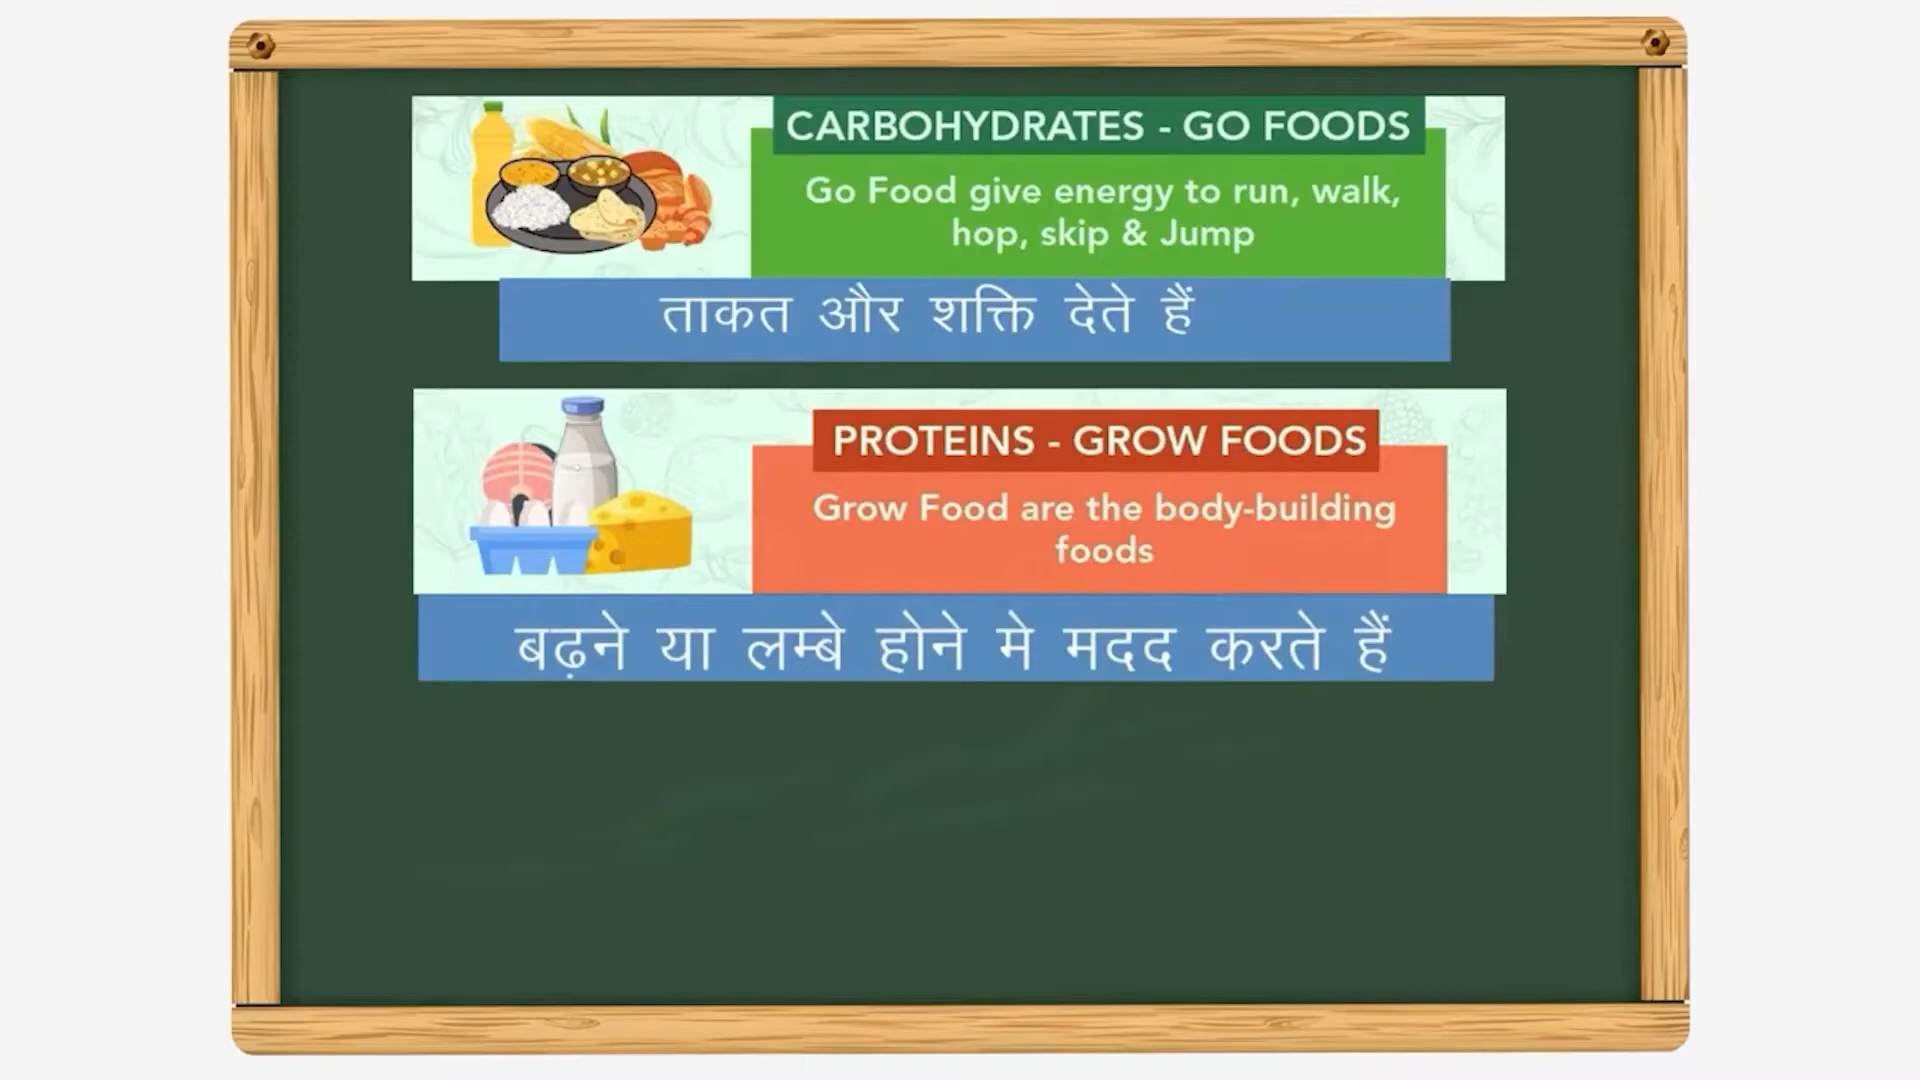 CARBOHYDRATES - GO FOODS
Go Food give energy to run, walk,
hop, skip & Jump
ताकत और शक्ति देते हैं
PROTEINS - GROW FOODS
Grow Food are the body-building
foods
बढ़ने या लम्बे होने मे मदद करते हैं